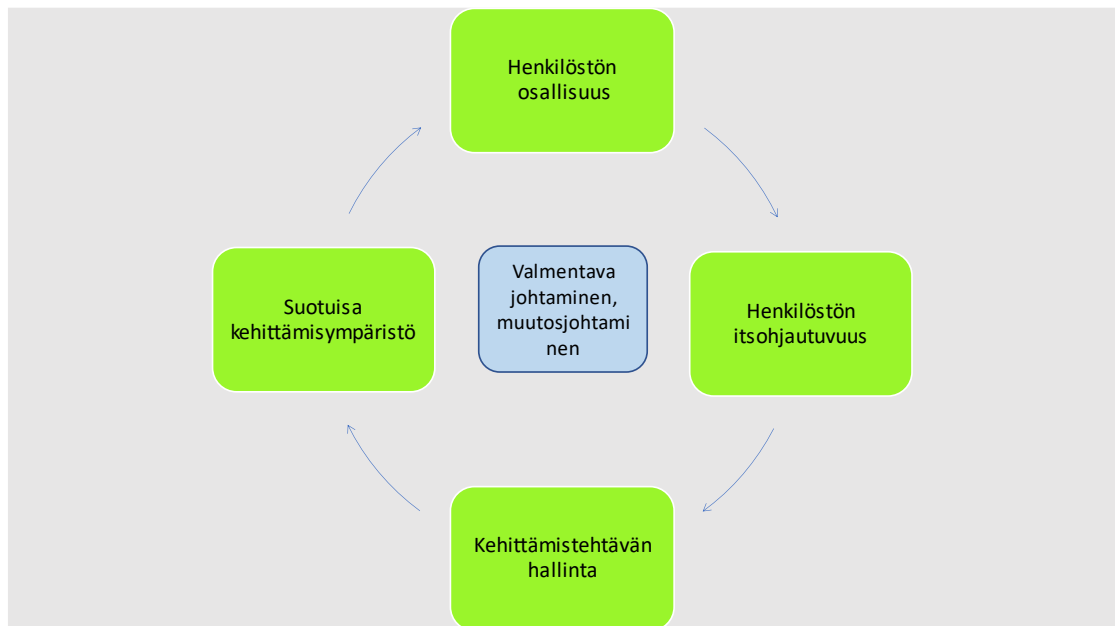 Henkilöstön
osallisuus
Suotuisa
kehittämisympäristö
Valmentava
johtaminen,
muutosjohtami
nen
Henkilöstön
itsohjautuvuus
Kehittämistehtävän
hallinta